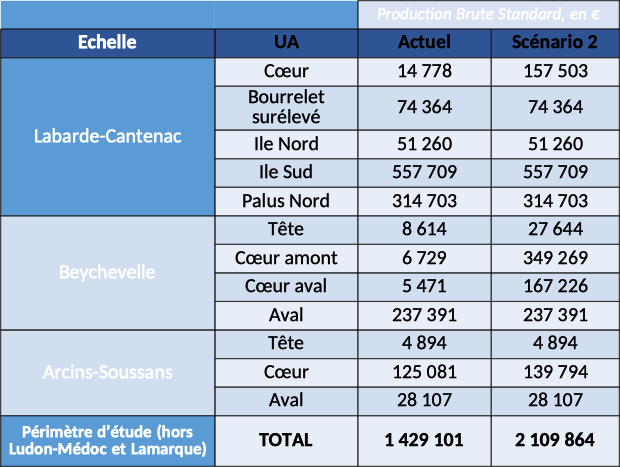 Production Brute Standard, en €
Echelle UA Actuel Scénario 2
Labarde-Cantenac
Cœur 14 778 157 503
Bourrelet
surélevé 74 364 74 364
Ile Nord 51 260 51 260
Ile Sud 557 709 557 709
Palus Nord 314 703 314 703
Beychevelle
Tête 8 614 27 644
Cœur amont 6 729 349 269
Cœur aval 5 471 167 226
Aval 237 391 237 391
Arcins-Soussans
Tête 4 894 4 894
Cœur 125 081 139 794
Aval 28 107 28 107
Périmètre d'étude (hors
Ludon-Médoc et Lamarque) TOTAL 1 429 101 2 109 864